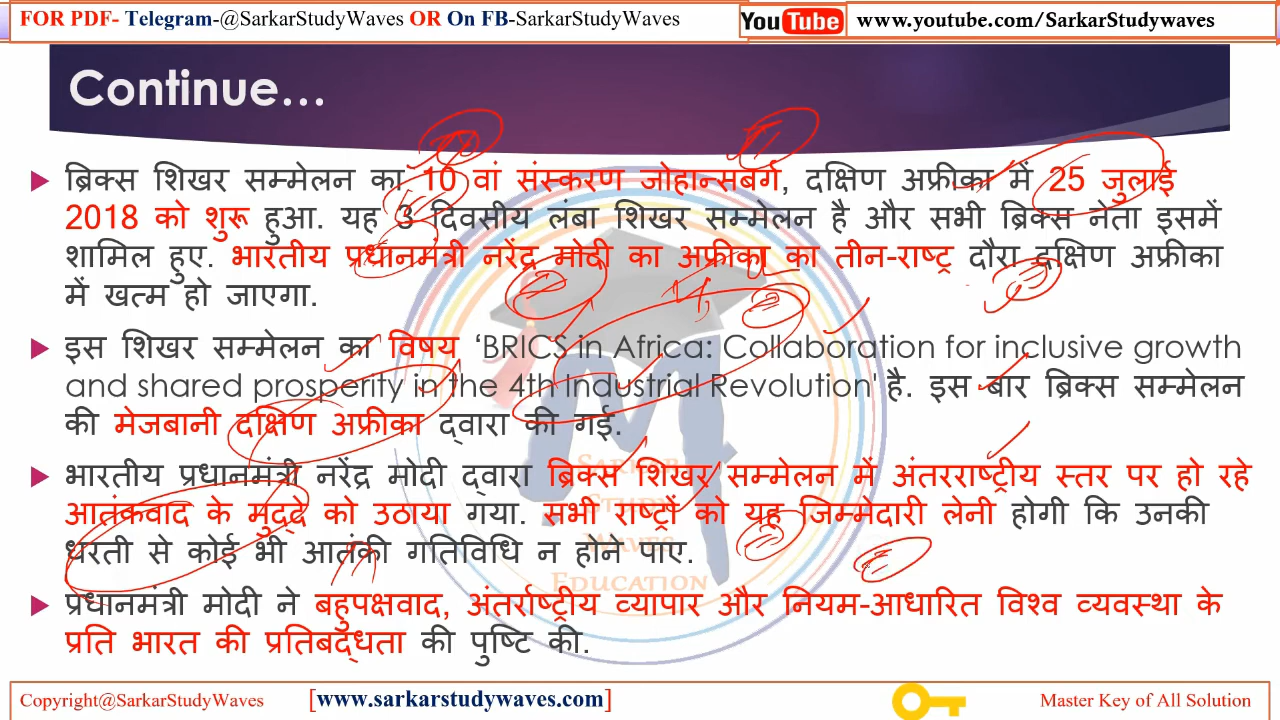 FOR PDF- Telegram-@SarkarStudyWaves OR On FB-SarkarStudyWaves
YouTube
www.youtube.com/SarkarStudywaves
Continue...
ब्रिक्स शिखर सम्मेलन का 10 वां संस्करण जोहान्सबर्ग, दक्षिण अफ्रीका में 25 जुलाई
2018 को शुरू हुआ. यह 3 दिवसीय लंबा शिखर सम्मेलन है और सभी ब्रिक्स नेता इसमें
शामिल हुए. भारतीय प्रधानमंत्री नरेंद्र मोदी का अफ्रीका का तीन-राष्ट्र दौरा दक्षिण अफ्रीका
में खत्म हो जाएगा.
इस शिखर सम्मेलन का विषय ‘BRICS in Africa: Collaboration for inclusive growth
and shared prosperity in the 4th Industrial Revolution' है. इस बार ब्रिक्स सम्मेलन
की मेजबानी दक्षिण अफ्रीका द्वारा की गई.
भारतीय प्रधानमंत्री नरेंद्र मोदी द्वारा ब्रिक्स शिखर सम्मेलन में अंतरराष्ट्रीय स्तर पर हो रहे
आतंकवाद के मुद्दे को उठाया गया. सभी राष्ट्रों को यह जिम्मेदारी लेनी होगी कि उनकी
धरती से कोई भी आतंकी गतिविधि न होने पाए.
प्रधानमंत्री मोदी ने बहुपक्षवाद, अंतर्राष्ट्रीय व्यापार और नियम-आधारित विश्व व्यवस्था के
प्रति भारत की प्रतिबद्धता की पुष्टि की.
SARKAR
STUDY
WAVES
EDUCATION
Copyright@SarkarStudyWaves
[www.sarkarstudywaves.com]
Master Key of All Solution